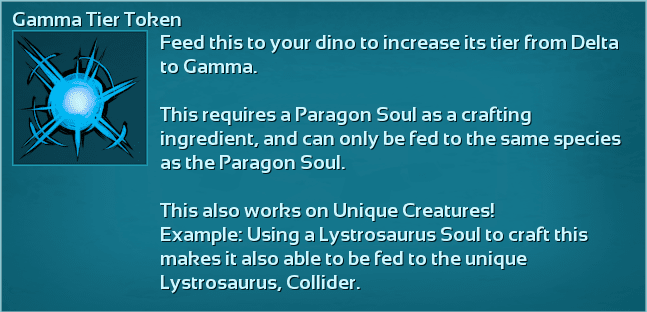 Gamma Tier Token
Feed this to your dino to increase its tier from Delta
to Gamma.
This requires a Paragon Soul as a crafting
ingredient, and can only be fed to the same species
as the Paragon Soul.
This also works on Unique Creatures!
Example: Using a Lystrosaurus Soul to craft this
makes it also able to be fed to the unique
Lystrosaurus, Collider.